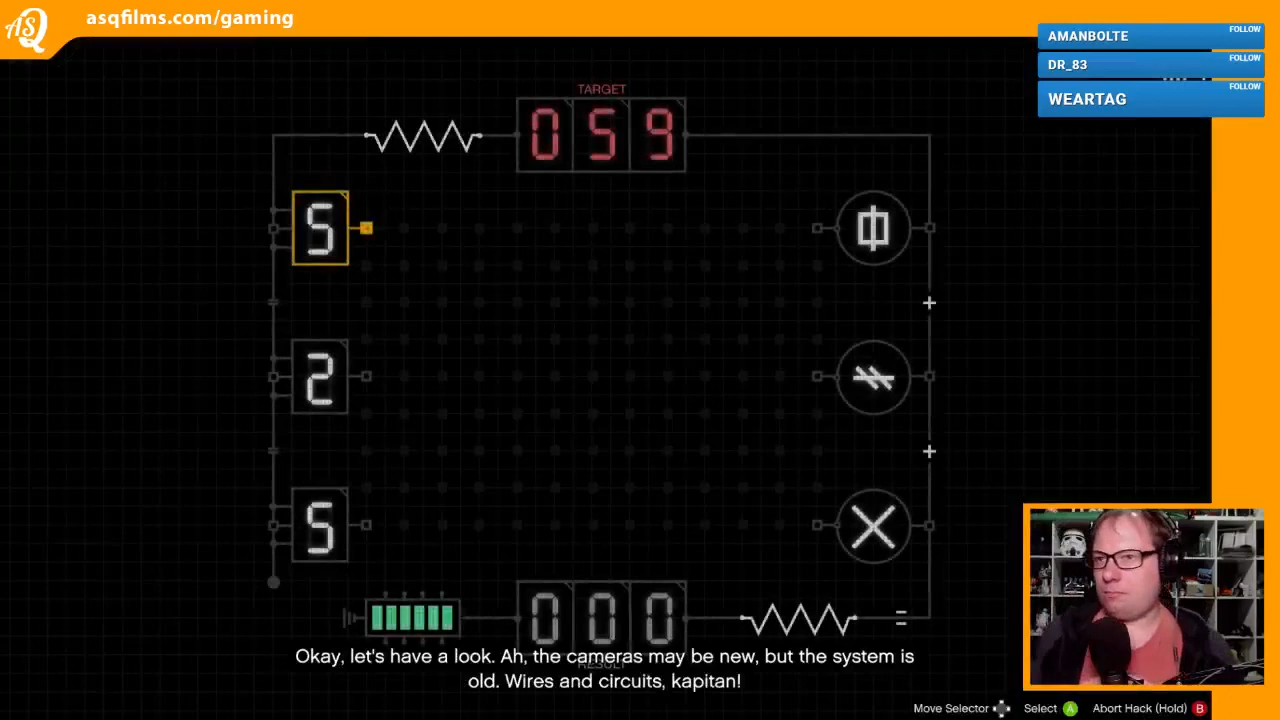 ASQ
asqfilms.com/gaming
AMANBOLTE
FOLLOW
DR_83
FOLLOW
WEARTAG
FOLLOW
TARGET
059
5
2
5
+
+
=
000
RESULT
Okay, let's have a look. Ah, the cameras may be new, but the system is
old. Wires and circuits, kapitan!
Move Selector
Select A
Abort Hack (Hold) B